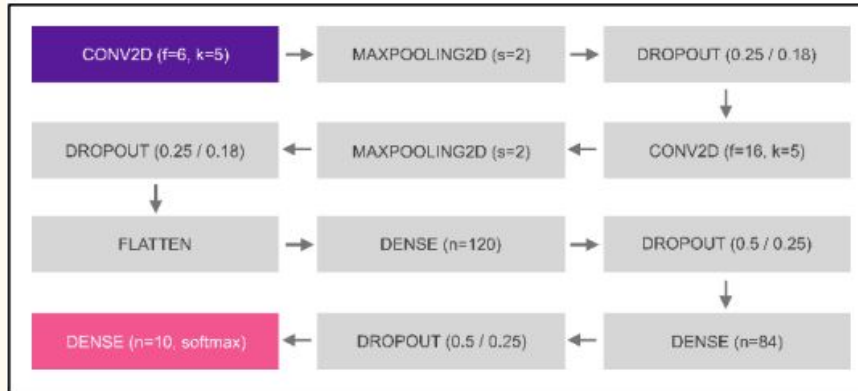 CONV2D (f=6, k=5)
MAXPOOLING2D (s=2)
DROPOUT (0.25 / 0.18)
CONV2D (f=16, k=5)
MAXPOOLING2D (s=2)
DROPOUT (0.25 / 0.18)
FLATTEN
DENSE (n=120)
DROPOUT (0.5 / 0.25)
DENSE (n=84)
DROPOUT (0.5 / 0.25)
DENSE (n=10, softmax)